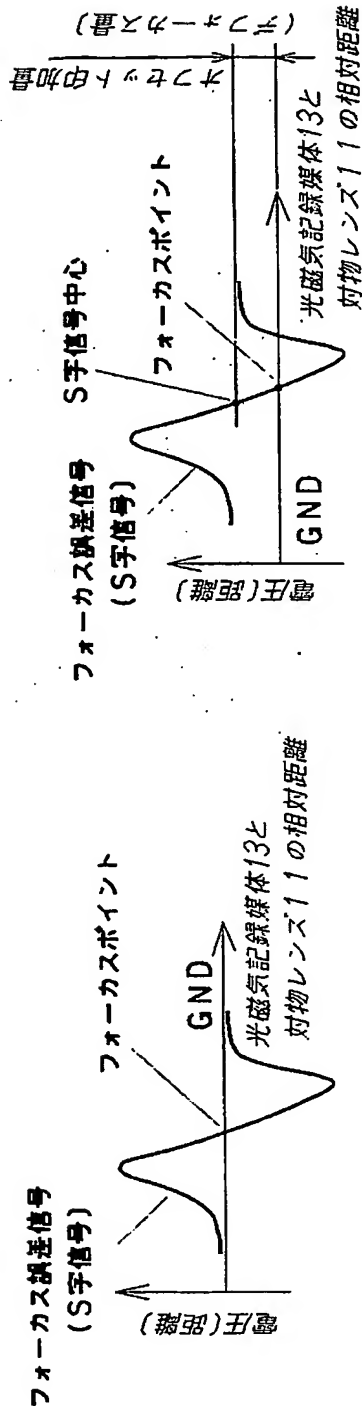 フォーカス誤差信号
(S字信号)
フォーカスポイント
GND
電圧(距離)
光磁気記録媒体13と
対物レンズ11の相対距離
フォーカス誤差信号
(S字信号)
S字信号中心
フォーカスポイント
オフセット印加量
(デフォーカス量)
GND
電圧(距離)
光磁気記録媒体13と
対物レンズ11の相対距離